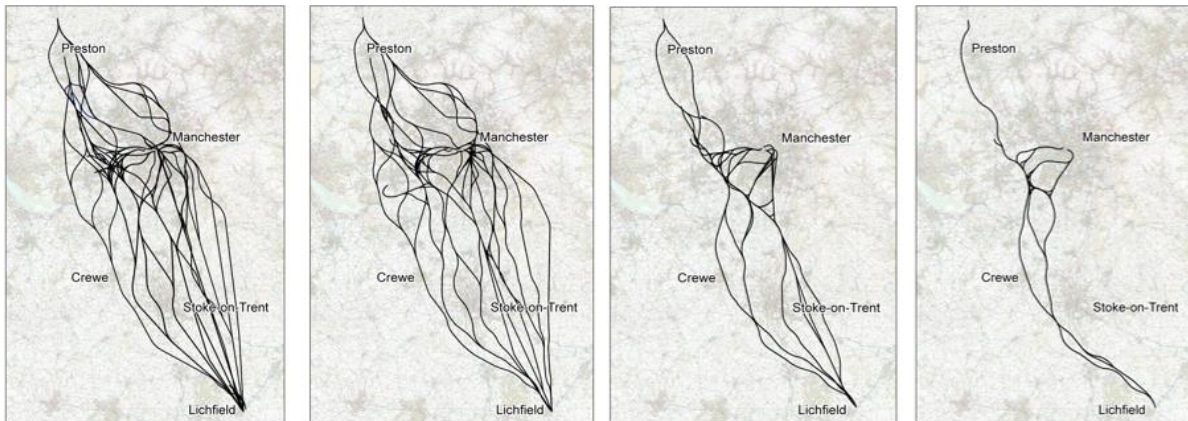 Preston
Manchester
Crewe
Stoke-on-Trent
Lichfield
Preston
Manchester
Crewe
Stoke-on-Trent
Lichfield
Preston
Manchester
Crewe
Stoke-on-Trent
Lichfield
Preston
Manchester
Crewe
Stoke-on-Trent
Lichfield